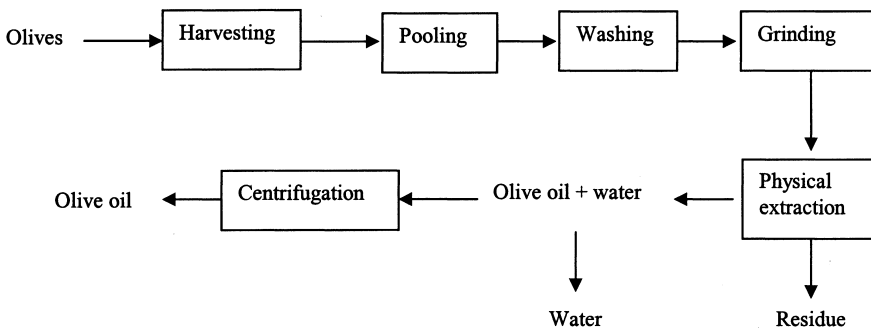 Olives
Harvesting
Pooling
Washing
Grinding
Olive oil
Centrifugation
Olive oil + water
Physical
extraction
Water
Residue